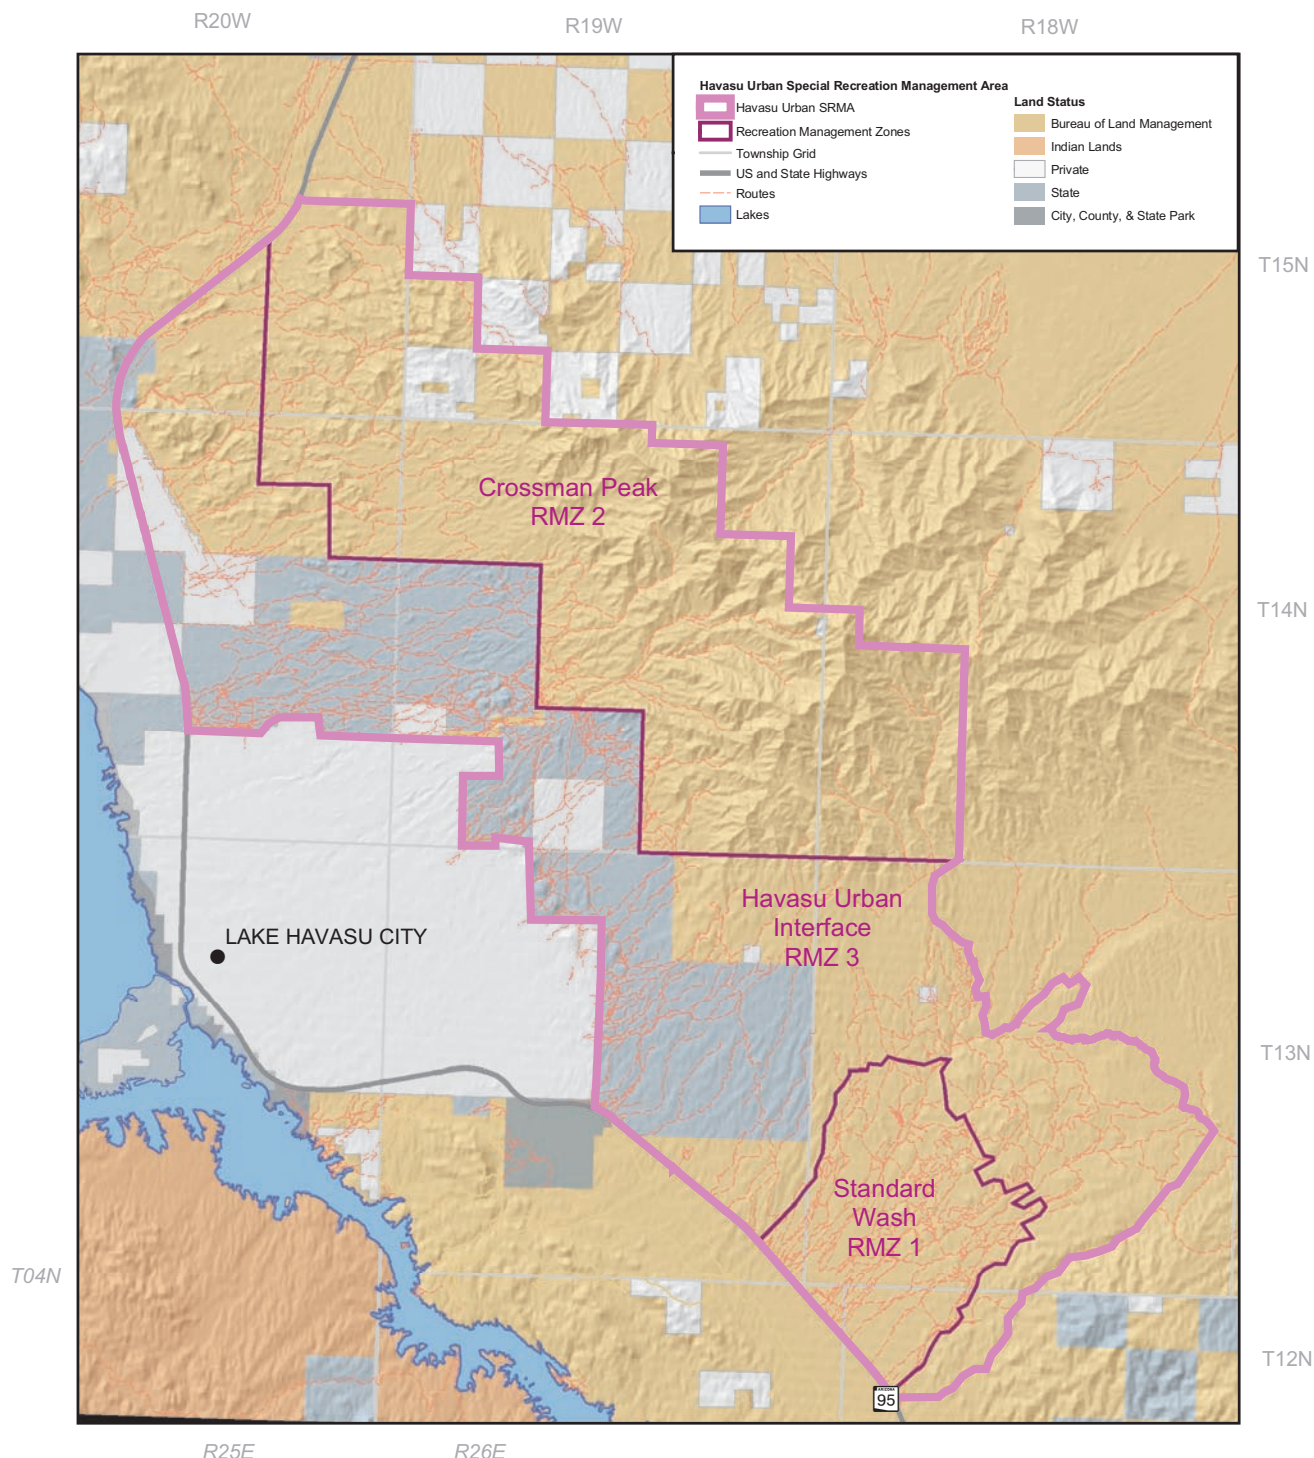 R20W
R19W
R18W
Havasu Urban Special Recreation Management Area
Havasu Urban SRMA
Recreation Management Zones
Township Grid
US and State Highways
Routes
Lakes
Land Status
Bureau of Land Management
Indian Lands
Private
State
City, County, & State Park
T15N
Crossman Peak
RMZ 2
T14N
Havasu Urban
Interface
RMZ 3
LAKE HAVASU CITY
T13N
Standard
Wash
RMZ 1
T04N
T12N
ARIZONA
95
R25E
R26E